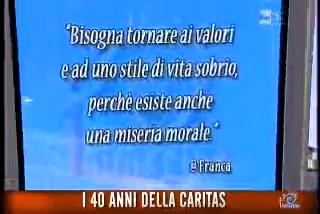 "Bisogna tornare ai valori
e ad uno stile di vita sobrio,
perchè esiste anche
una miseria morale."
@Franca
I 40 ANNI DELLA CARITAS